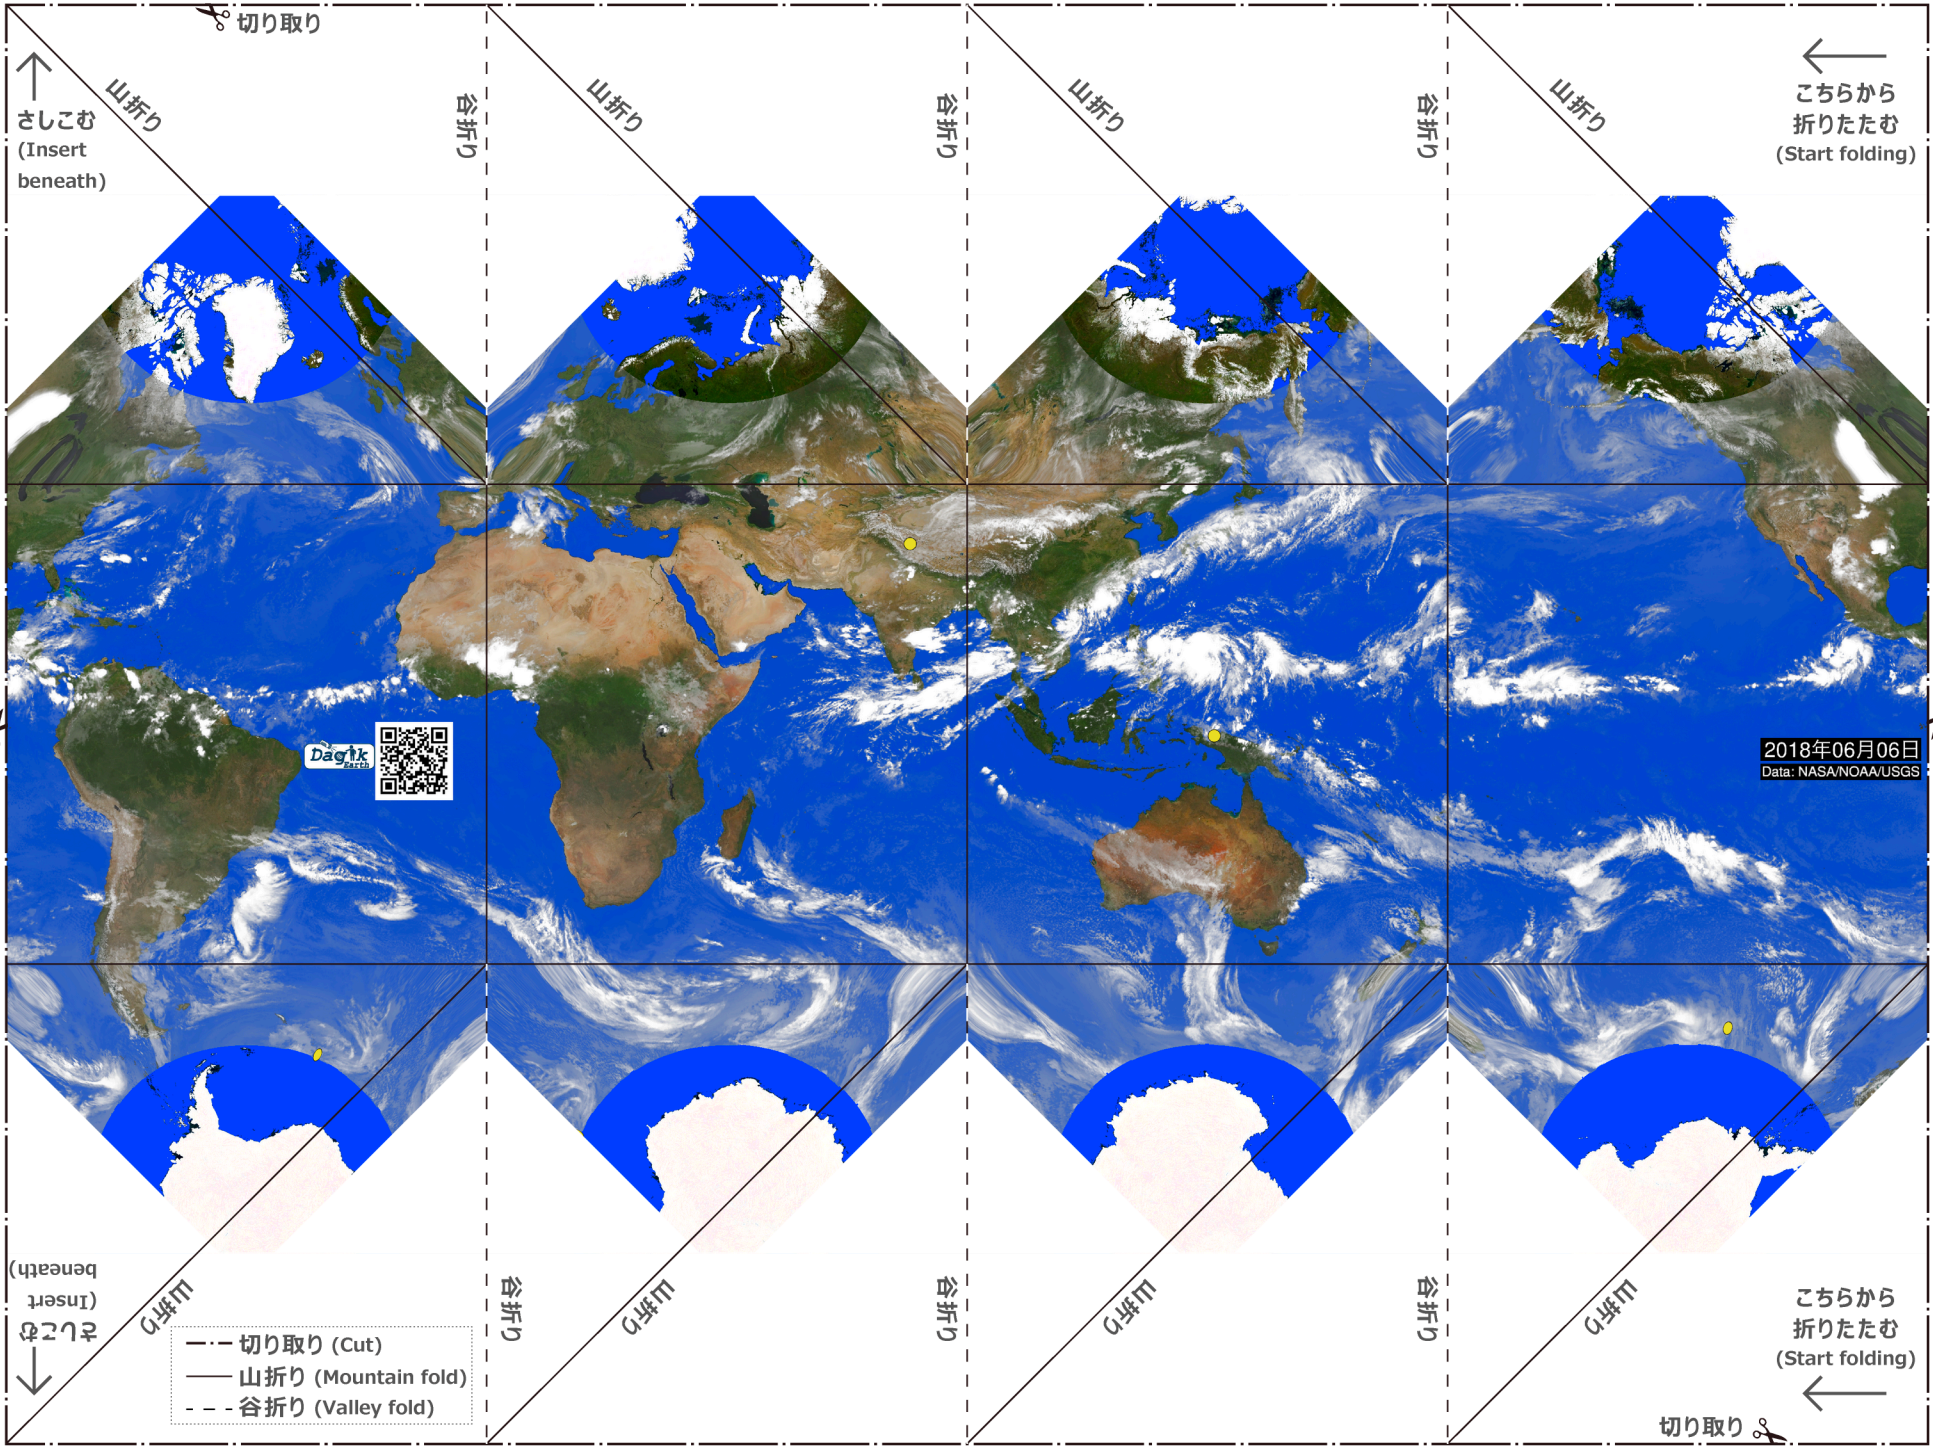 切り取り
山折り
谷折り
山折り
谷折り
山折り
谷折り
山折り
さしこむ
(Insert
beneath)
こちらから
折りたたむ
(Start folding)
Dagik
Earth
2018年06月06日
Data: NASA/NOAA/USGS
さしこむ
(Insert
beneath)
山折り
谷折り
山折り
谷折り
山折り
谷折り
山折り
切り取り (Cut)
山折り (Mountain fold)
谷折り (Valley fold)
こちらから
折りたたむ
(Start folding)
切り取り